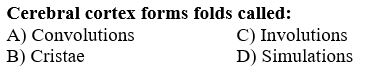 Cerebral cortex forms folds called:
A) Convolutions C) Involutions
B) Cristae D) Simulations